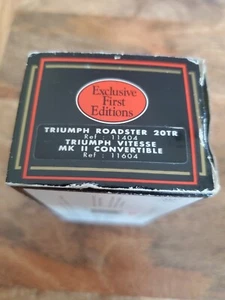 Exclusive
First
Editions
TRIUMPH ROADSTER 20TR
Ref : 11404
TRIUMPH VITESSE
MK II CONVERTIBLE
Ref : 11604